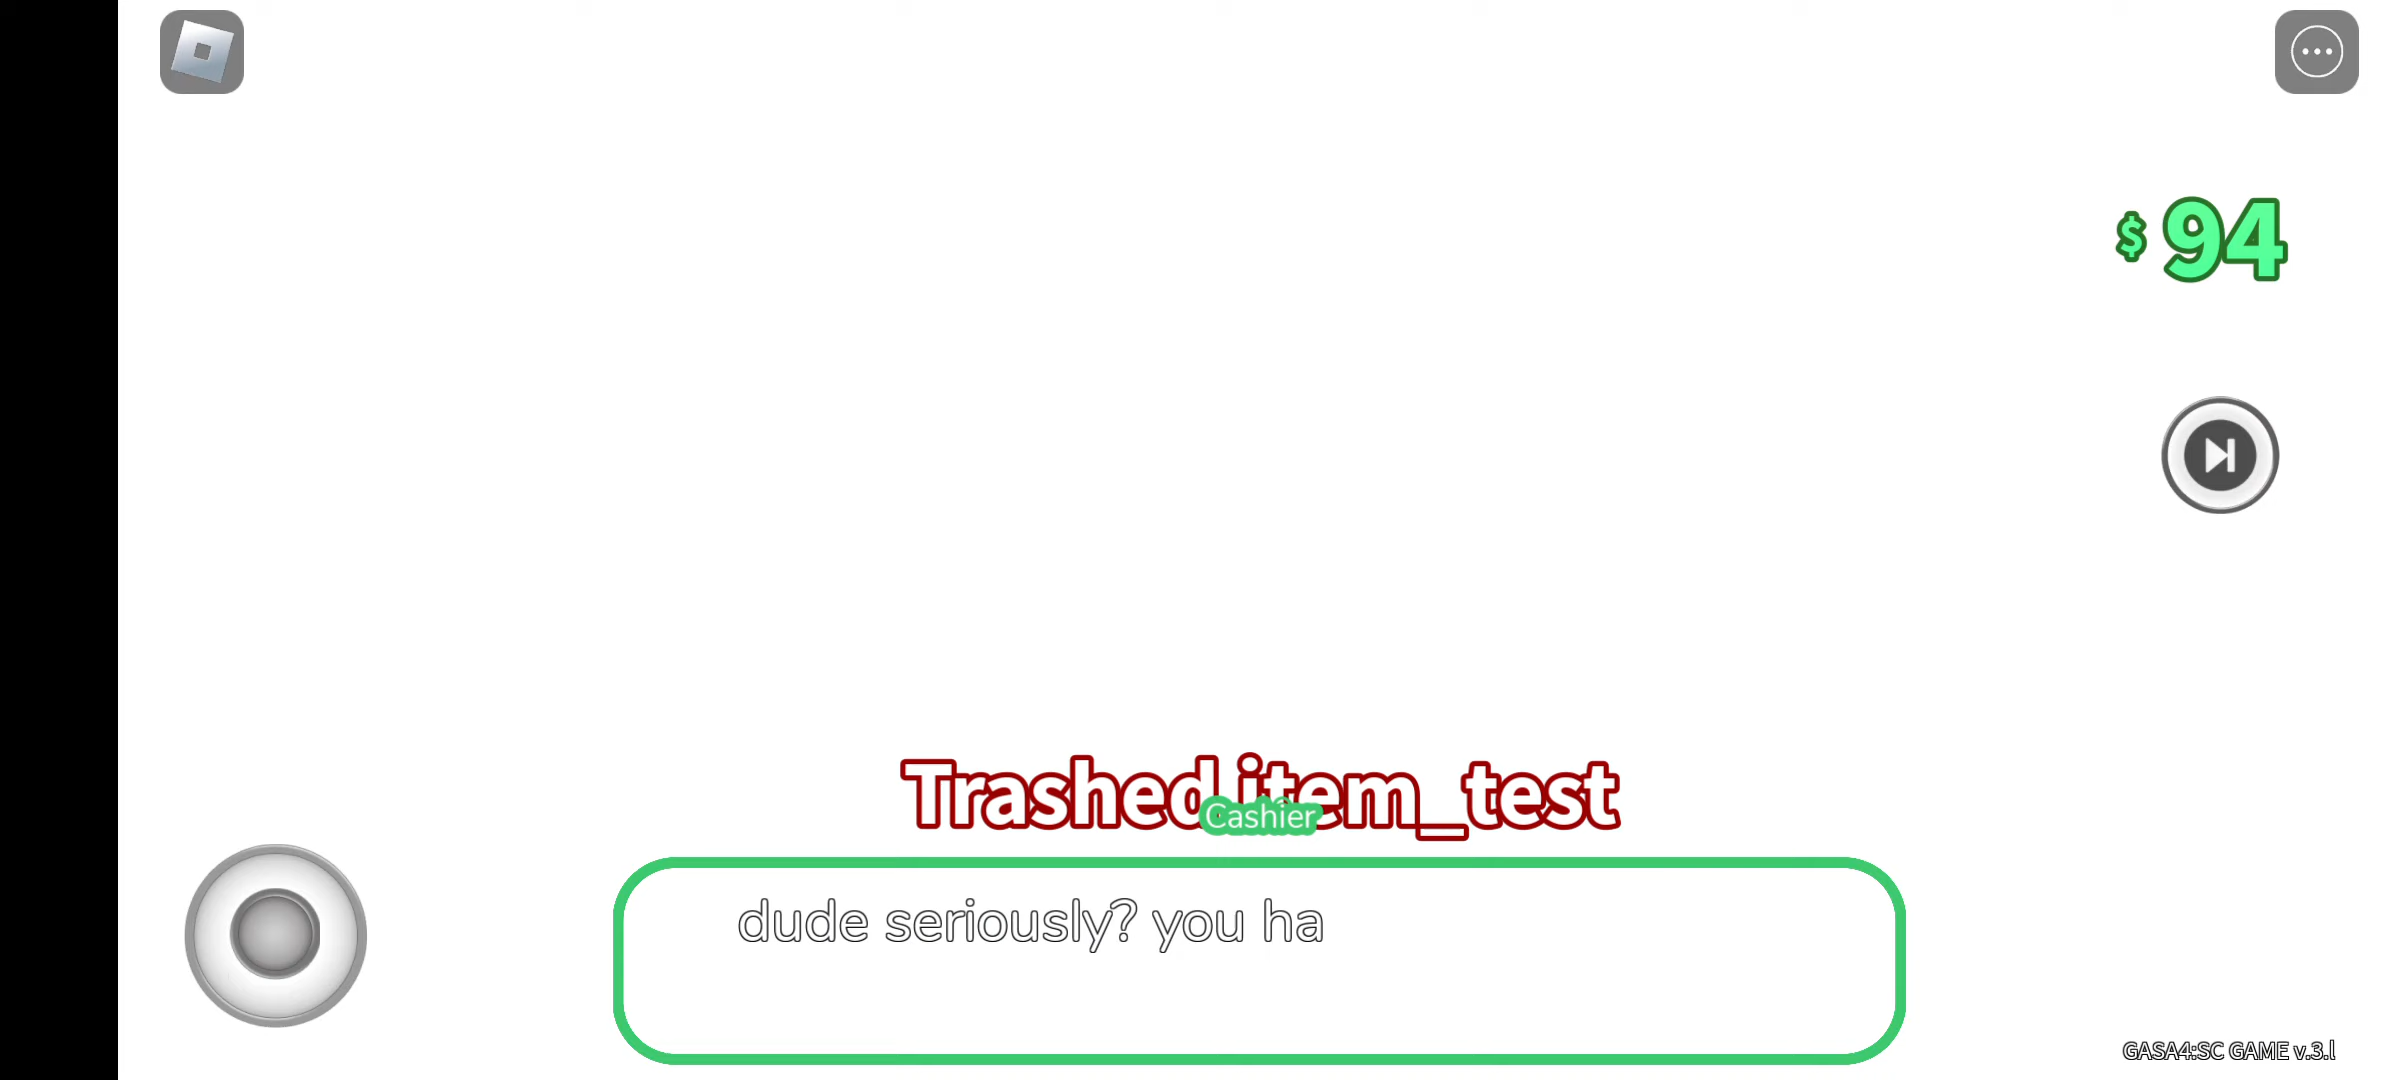 $ 94
Trashed item_test
Cashier
dude seriously? you ha
GASA4:SC GAME v.3.l